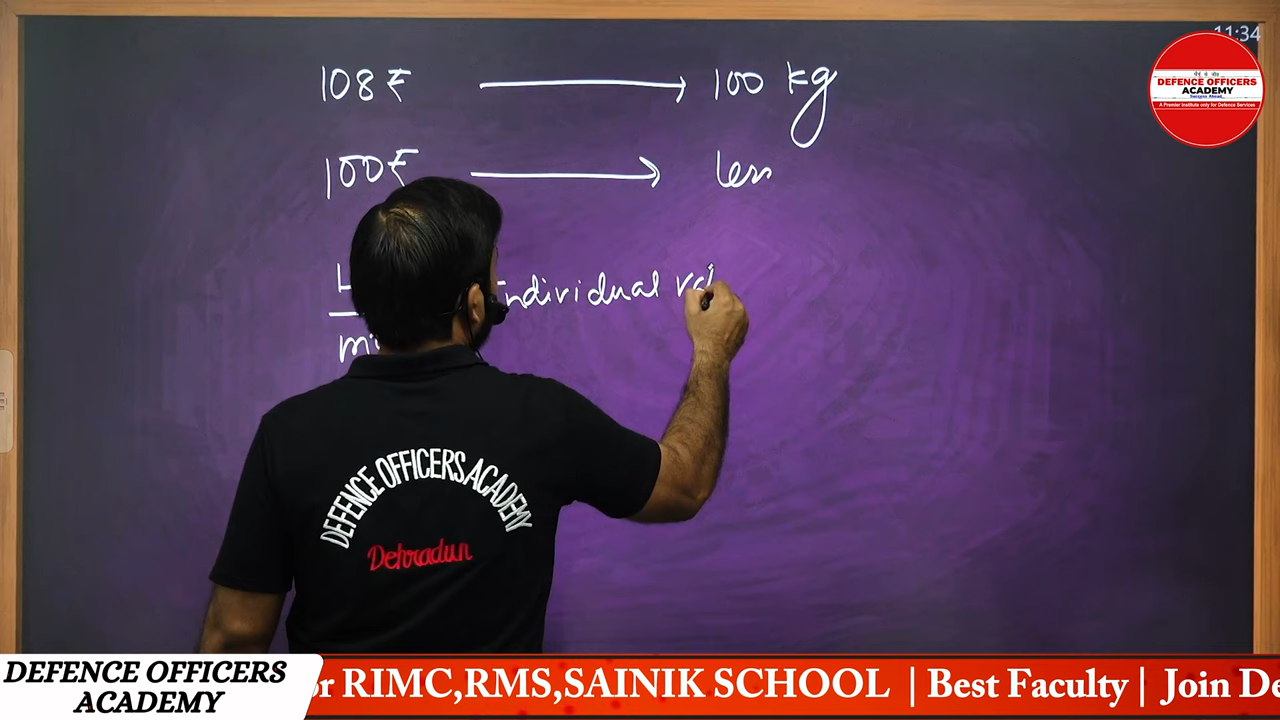 11:34
108₹ → 100 kg
100₹ → less
Individual
DEFENCE OFFICERS
ACADEMY
A Premier Institute only for Defence Services
DEFENCE OFFICERS ACADEMY
Dehradun
DEFENCE OFFICERS
ACADEMY
or RIMC,RMS,SAINIK SCHOOL | Best Faculty | Join De